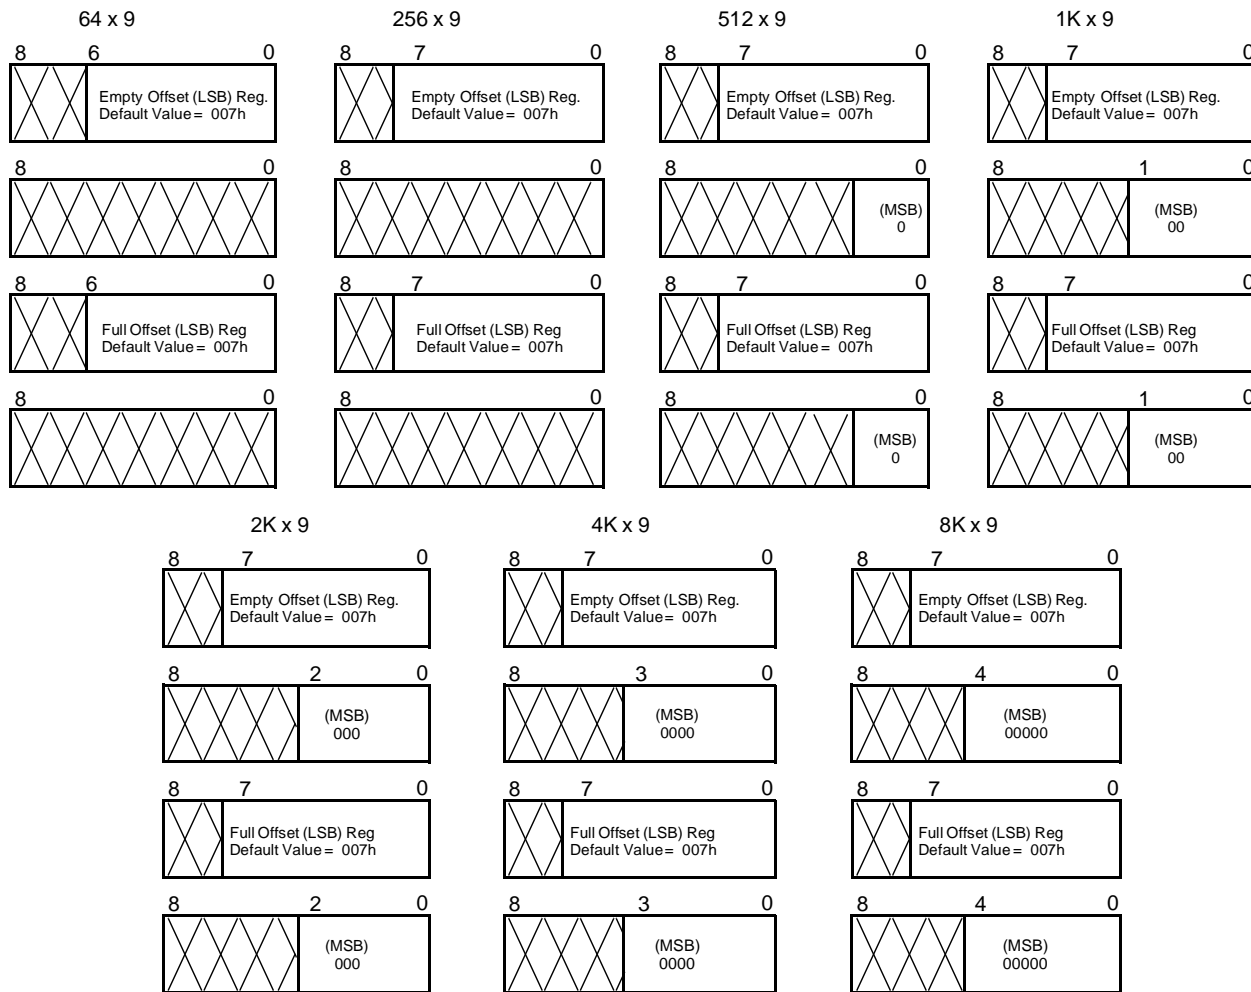 64 x 9
256 x 9
512 x 9
1K x 9
8 6 0
8 7 0
8 7 0
8 7 0
Empty Offset (LSB) Reg.
Default Value = 007h
Empty Offset (LSB) Reg.
Default Value = 007h
Empty Offset (LSB) Reg.
Default Value = 007h
Empty Offset (LSB) Reg.
Default Value = 007h
8 0
8 0
8 0
8 1 0
(MSB)
0
(MSB)
00
8 6 0
8 7 0
8 7 0
8 7 0
Full Offset (LSB) Reg
Default Value = 007h
Full Offset (LSB) Reg
Default Value = 007h
Full Offset (LSB) Reg
Default Value = 007h
Full Offset (LSB) Reg
Default Value = 007h
8 0
8 0
8 0
8 1 0
(MSB)
0
(MSB)
00
2K x 9
4K x 9
8K x 9
8 7 0
8 7 0
8 7 0
Empty Offset (LSB) Reg.
Default Value = 007h
Empty Offset (LSB) Reg.
Default Value = 007h
Empty Offset (LSB) Reg.
Default Value = 007h
8 2 0
8 3 0
8 4 0
(MSB)
000
(MSB)
0000
(MSB)
00000
8 7 0
8 7 0
8 7 0
Full Offset (LSB) Reg
Default Value = 007h
Full Offset (LSB) Reg
Default Value = 007h
Full Offset (LSB) Reg
Default Value = 007h
8 2 0
8 3 0
8 4 0
(MSB)
000
(MSB)
0000
(MSB)
00000